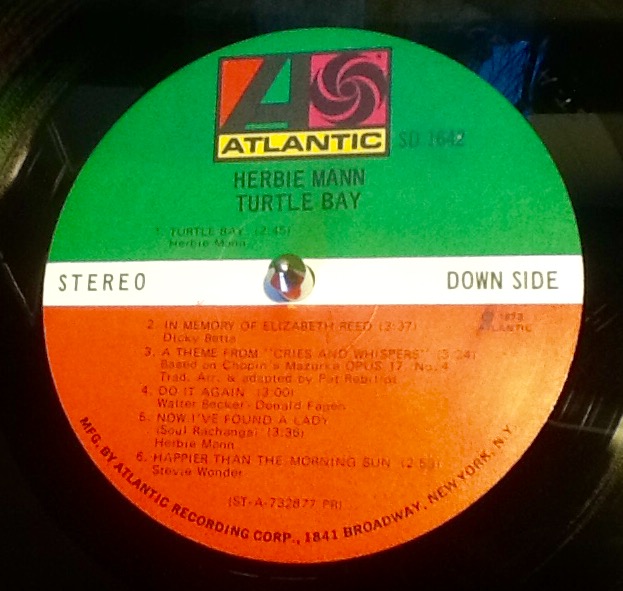 ATLANTIC
SD 1642
HERBIE MANN
TURTLE BAY
1. TURTLE BAY (2:45)
Herbie Mann
STEREO
DOWN SIDE
℗ 1973
ATLANTIC
2. IN MEMORY OF ELIZABETH REED (3:37)
Dicky Betts
3. A THEME FROM "CRIES AND WHISPERS" (3:24)
Based on Chopin's Mazurka OPUS 17, No. 4
Trad. Arr. & adapted by Pat Rebillot
4. DO IT AGAIN (3:00)
Walter Becker-Donald Fagen
5. NOW I'VE FOUND A LADY
(Soul Rachanga) (3:35)
Herbie Mann
6. HAPPIER THAN THE MORNING SUN (2:53)
Stevie Wonder
(ST-A-732877 PR)
MFG. BY ATLANTIC RECORDING CORP., 1841 BROADWAY, NEW YORK, N.Y.